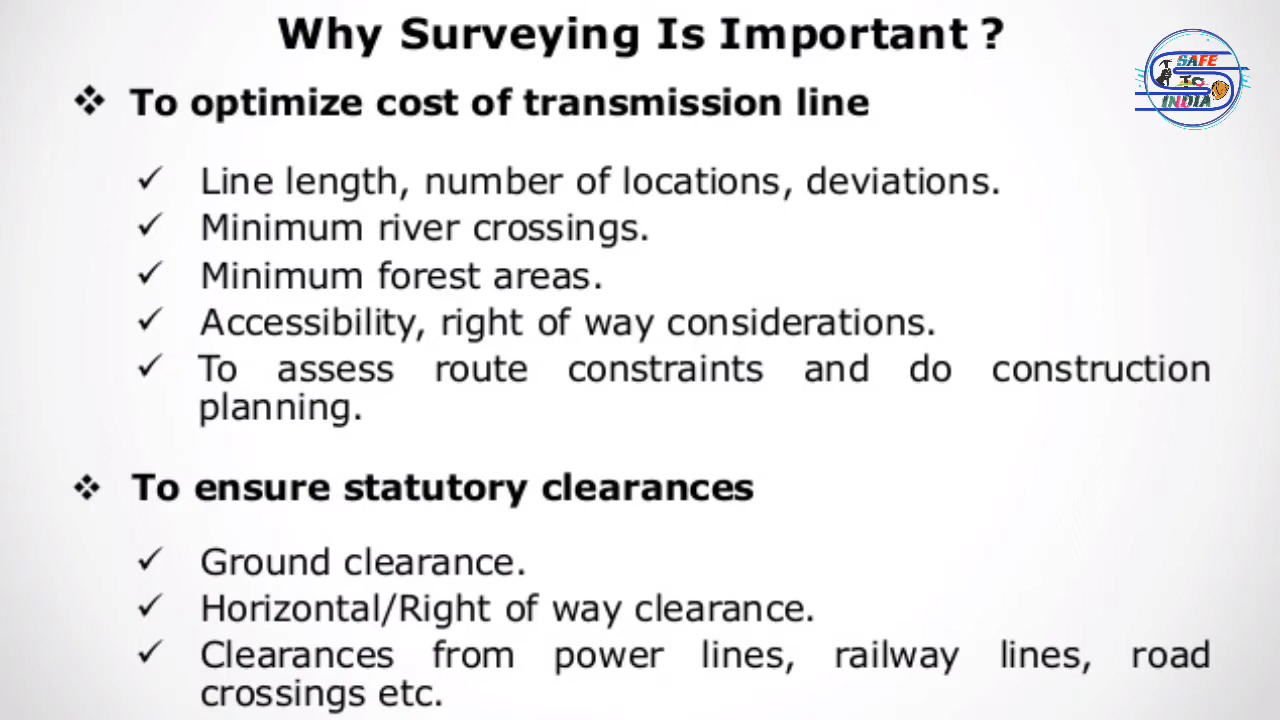 Why Surveying Is Important ?
SAFE
TO
INDIA
❖ To optimize cost of transmission line
✓ Line length, number of locations, deviations.
✓ Minimum river crossings.
✓ Minimum forest areas.
✓ Accessibility, right of way considerations.
✓ To assess route constraints and do construction
planning.
❖ To ensure statutory clearances
✓ Ground clearance.
✓ Horizontal/Right of way clearance.
✓ Clearances from power lines, railway lines, road
crossings etc.